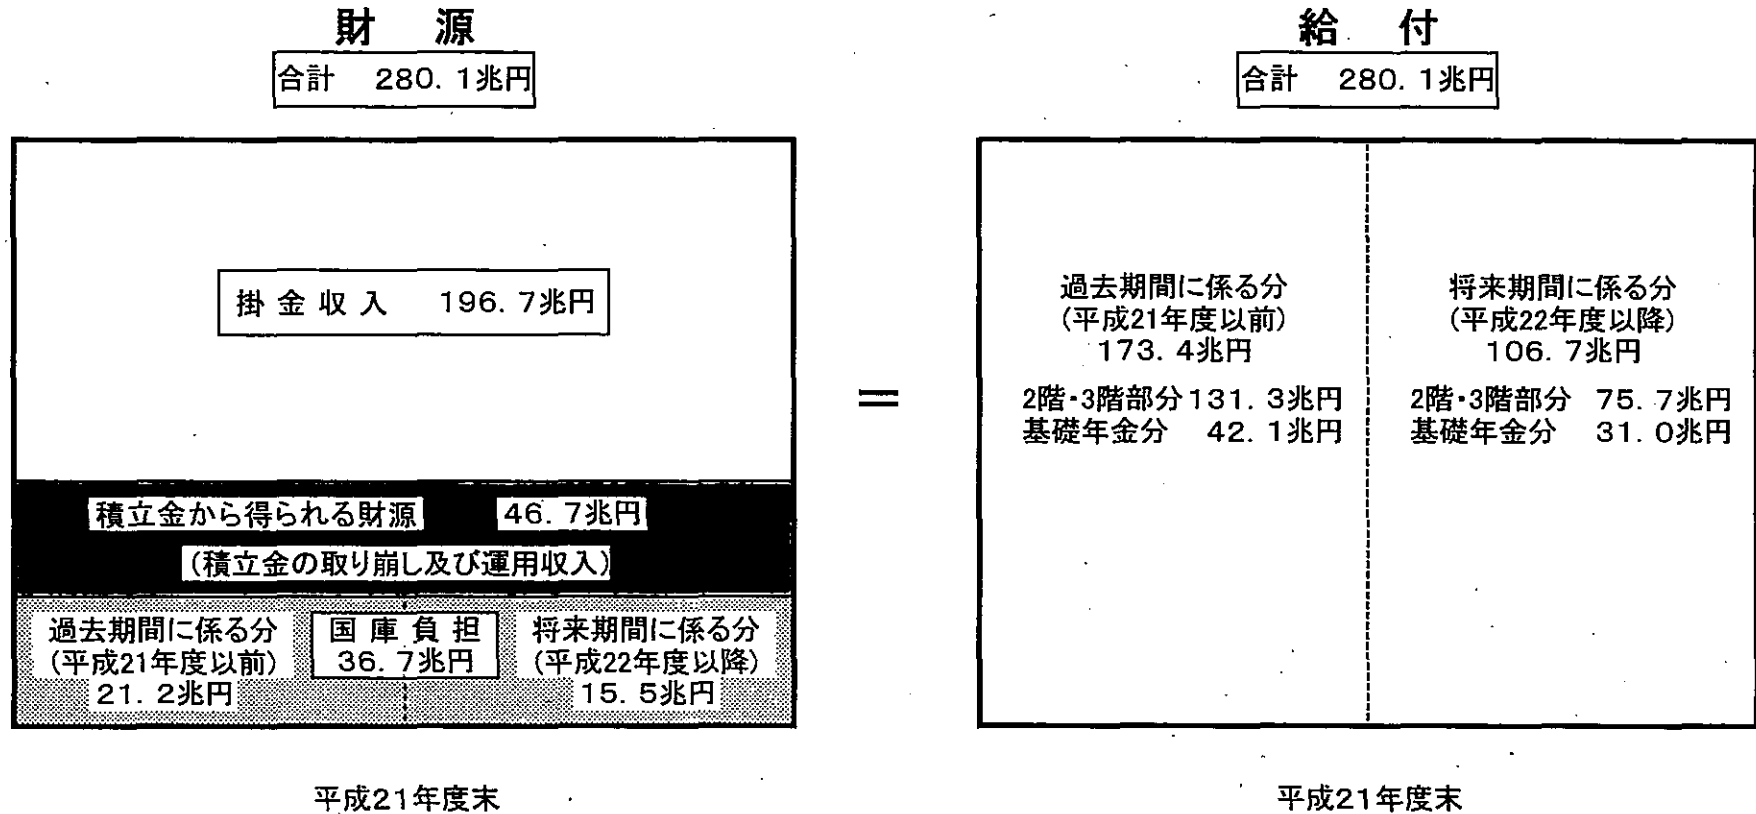 財　源
合計　280.1兆円
掛金収入　196.7兆円
積立金から得られる財源　46.7兆円
(積立金の取り崩し及び運用収入)
過去期間に係る分
(平成21年度以前)
21.2兆円
国庫負担
36.7兆円
将来期間に係る分
(平成22年度以降)
15.5兆円
平成21年度末
＝
給　付
合計　280.1兆円
過去期間に係る分
(平成21年度以前)
173.4兆円
2階・3階部分 131.3兆円
基礎年金分　42.1兆円
将来期間に係る分
(平成22年度以降)
106.7兆円
2階・3階部分　75.7兆円
基礎年金分　31.0兆円
平成21年度末